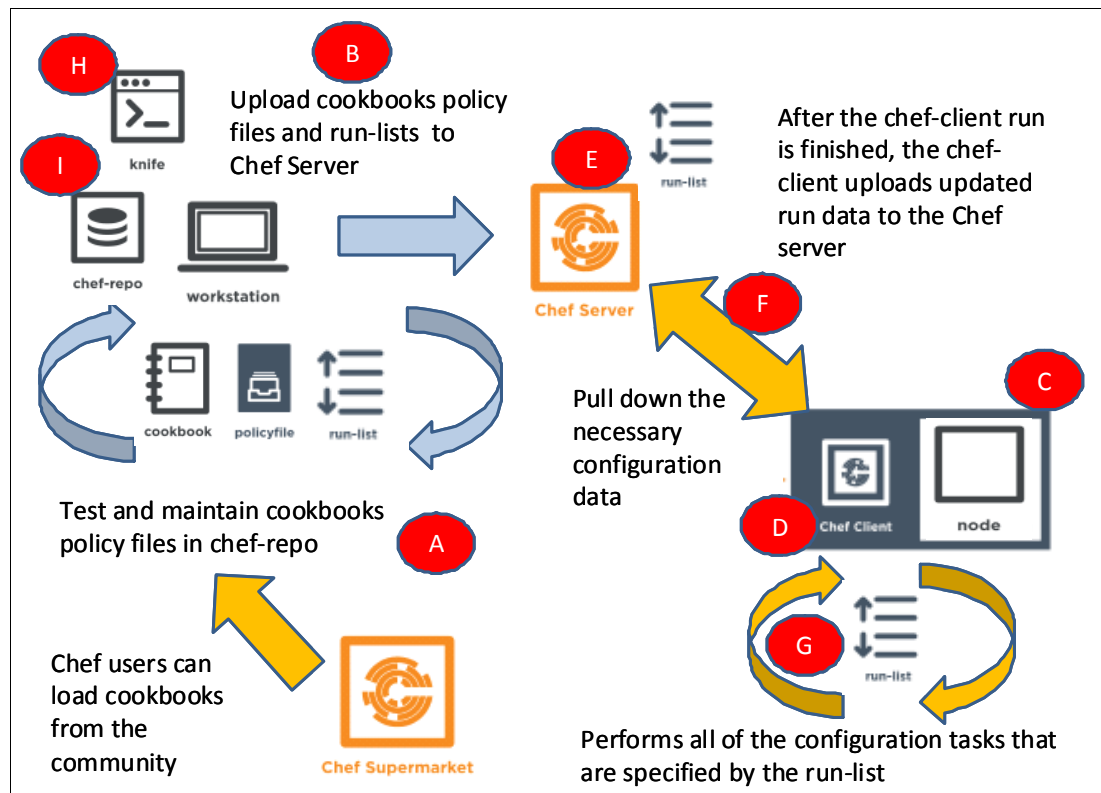 H
B
Upload cookbooks policy
files and run-lists to
Chef Server
knife
I
chef-repo
workstation
cookbook
policyfile
run-list
Test and maintain cookbooks
policy files in chef-repo
A
Chef users can
load cookbooks
from the
community
Chef Supermarket
E
run-list
Chef Server
After the chef-client run
is finished, the chef-
client uploads updated
run data to the Chef
server
F
Pull down the
necessary
configuration
data
C
D
Chef Client
node
G
run-list
Performs all of the configuration tasks that
are specified by the run-list